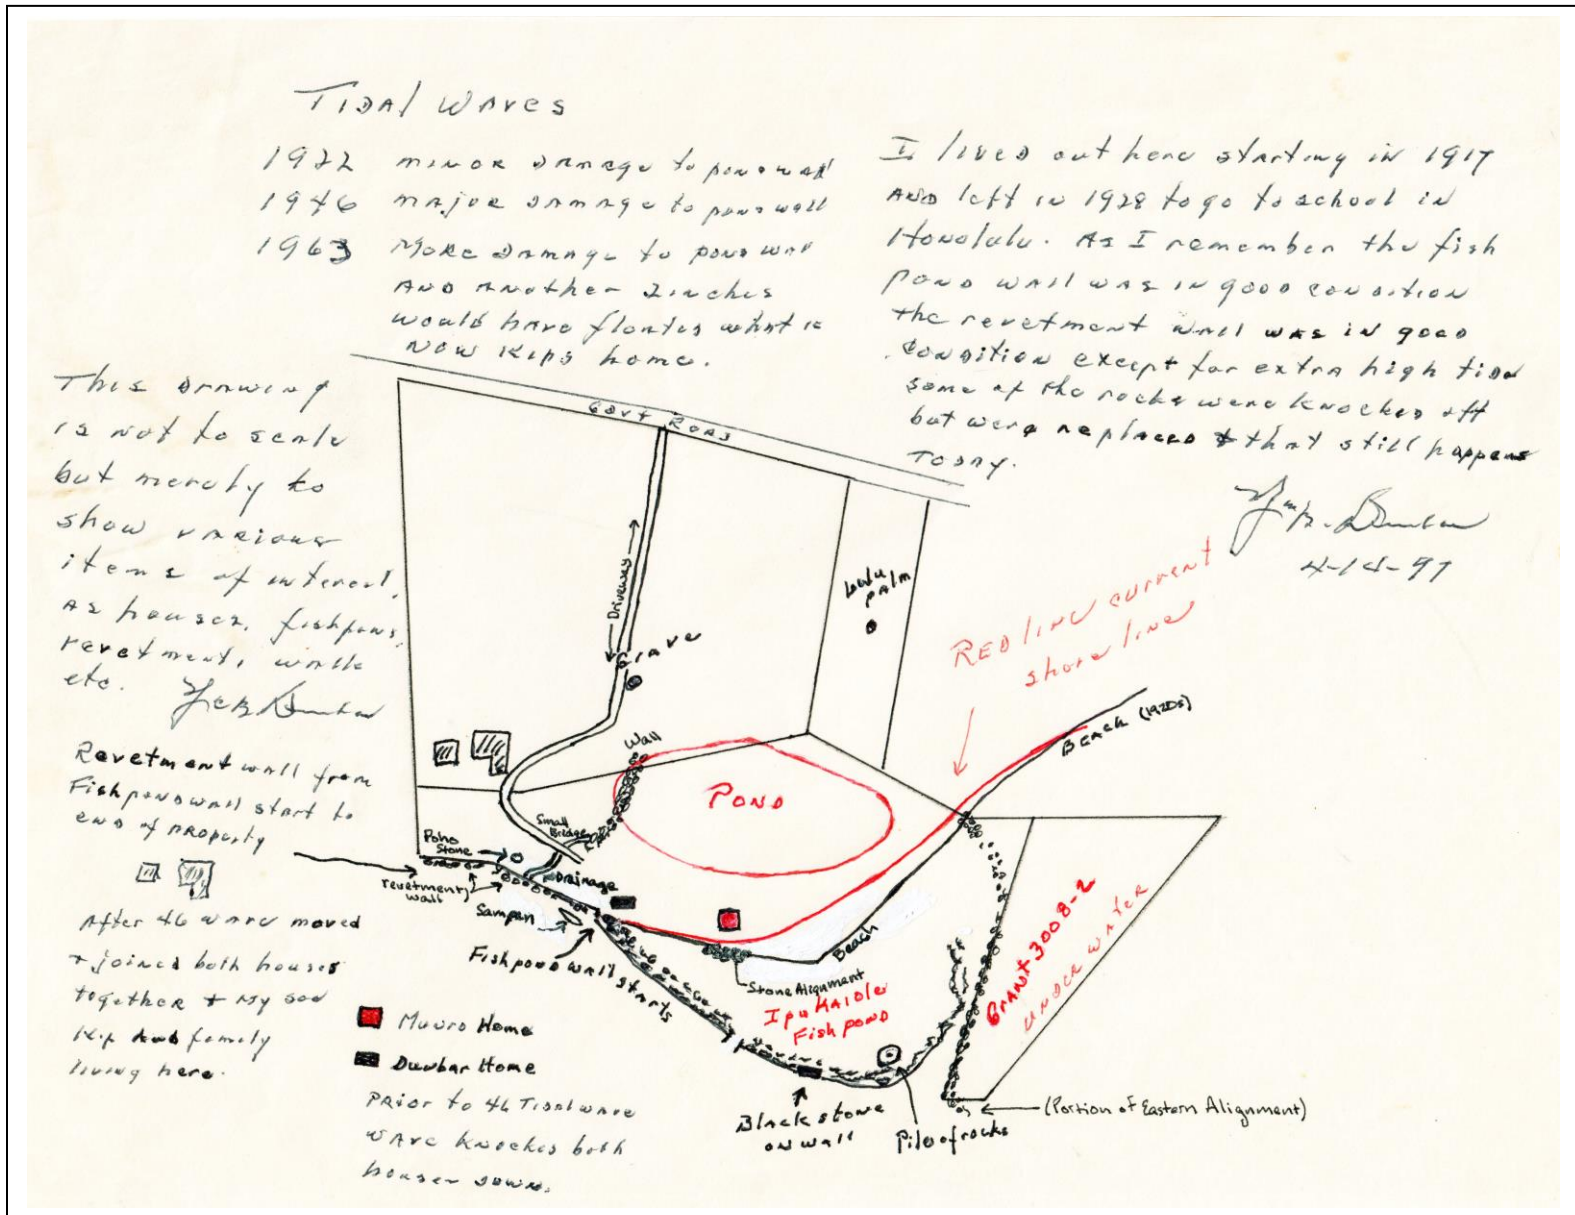 Tidal Waves
1922 minor damage to pond wall
1946 major damage to pond wall
1963 More damage to pond wall
and another 2 inches
would have floated what is
now Kips home.
I lived out here starting in 1917
and left in 1928 to go to school in
Honolulu. As I remember the fish
pond wall was in good condition
the revetment wall was in good
condition except for extra high tide
some of the rocks were knocked off
but were replaced & that still happens
today.
4-14-97
This drawing
is not to scale
but merely to
show various
items of interest,
as houses, fishpond,
revetment, walls
etc.
Govt Road
Driveway
Grave
Lulu
palm
Red line current
shore line
Beach (1920s)
Wall
Pond
Small
Bridge
Poho
Stone
Drainage
revetment
wall
Sampan
Fishpond wall
starts
Revetment wall from
Fishpond wall start to
end of property
After 46 wave moved
& joined both houses
together & my son
Kip and family
living here.
Munro Home
Dunbar Home
Prior to 46 Tidal wave
wave knocked both
houses down.
Beach
Stone Alignment
Ipu Kaiole
Fish pond
Grant 3008-2
under water
Black stone
on wall
Pile of rocks
(Portion of Eastern Alignment)